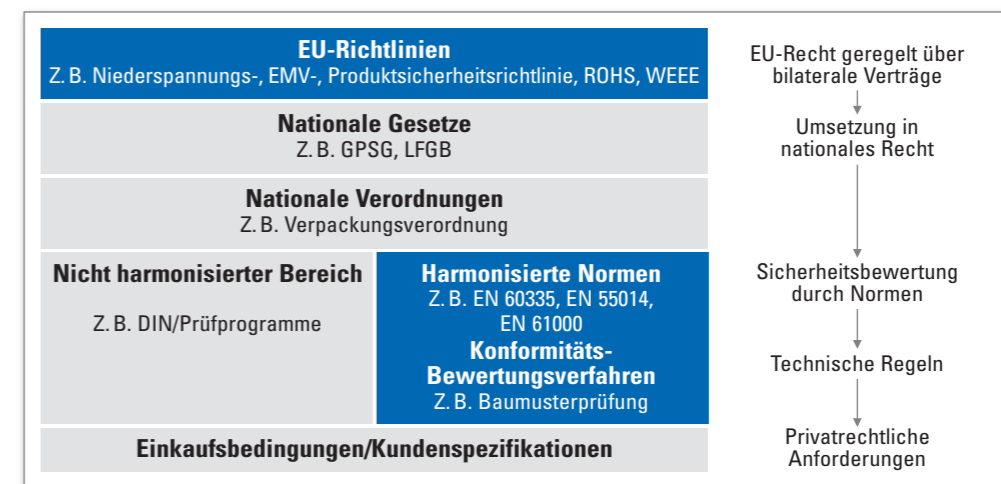 EU-Richtlinien
Z. B. Niederspannungs-, EMV-, Produktsicherheitsrichtlinie, ROHS, WEEE
Nationale Gesetze
Z. B. GPSG, LFGB
Nationale Verordnungen
Z. B. Verpackungsverordnung
Nicht harmonisierter Bereich
Z. B. DIN/Prüfprogramme
Harmonisierte Normen
Z. B. EN 60335, EN 55014,
EN 61000
Konformitäts-
Bewertungsverfahren
Z. B. Baumusterprüfung
Einkaufsbedingungen/Kundenspezifikationen
EU-Recht geregelt über
bilaterale Verträge
Umsetzung in
nationales Recht
Sicherheitsbewertung
durch Normen
Technische Regeln
Privatrechtliche
Anforderungen